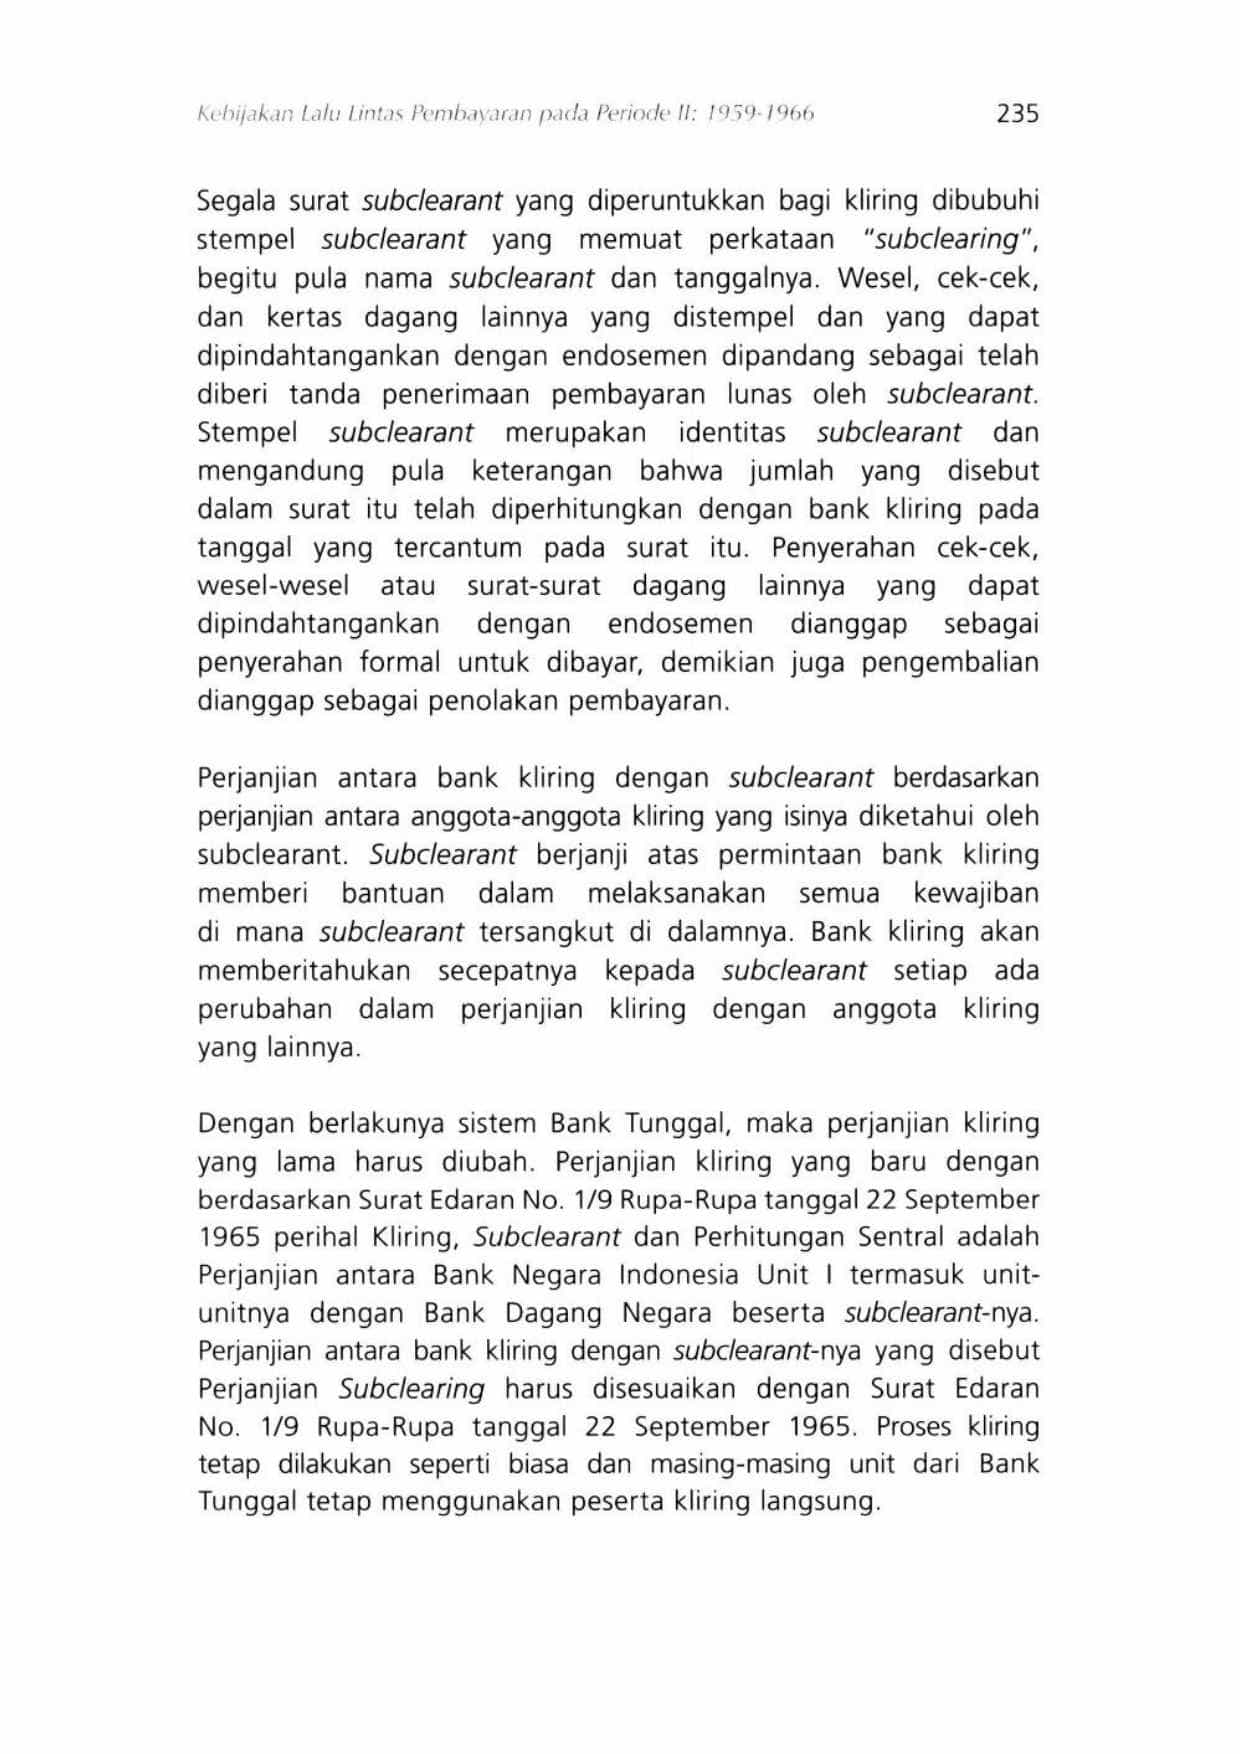 Kebijakan Lalu Lintas Pembayaran pada Periode II: 1959-1966 235
Segala surat subclearant yang diperuntukkan bagi kliring dibubuhi
stempel subclearant yang memuat perkataan "subclearing",
begitu pula nama subclearant dan tanggalnya. Wesel, cek-cek,
dan kertas dagang lainnya yang distempel dan yang dapat
dipindahtangankan dengan endosemen dipandang sebagai telah
diberi tanda penerimaan pembayaran lunas oleh subclearant.
Stempel subclearant merupakan identitas subclearant dan
mengandung pula keterangan bahwa jumlah yang disebut
dalam surat itu telah diperhitungkan dengan bank kliring pada
tanggal yang tercantum pada surat itu. Penyerahan cek-cek,
wesel-wesel atau surat-surat dagang lainnya yang dapat
dipindahtangankan dengan endosemen dianggap sebagai
penyerahan formal untuk dibayar, demikian juga pengembalian
dianggap sebagai penolakan pembayaran.
Perjanjian antara bank kliring dengan subclearant berdasarkan
perjanjian antara anggota-anggota kliring yang isinya diketahui oleh
subclearant. Subclearant berjanji atas permintaan bank kliring
memberi bantuan dalam melaksanakan semua kewajiban
di mana subclearant tersangkut di dalamnya. Bank kliring akan
memberitahukan secepatnya kepada subclearant setiap ada
perubahan dalam perjanjian kliring dengan anggota kliring
yang lainnya.
Dengan berlakunya sistem Bank Tunggal, maka perjanjian kliring
yang lama harus diubah. Perjanjian kliring yang baru dengan
berdasarkan Surat Edaran No. 1/9 Rupa-Rupa tanggal 22 September
1965 perihal Kliring, Subclearant dan Perhitungan Sentral adalah
Perjanjian antara Bank Negara Indonesia Unit I termasuk unit-
unitnya dengan Bank Dagang Negara beserta subclearant-nya.
Perjanjian antara bank kliring dengan subclearant-nya yang disebut
Perjanjian Subclearing harus disesuaikan dengan Surat Edaran
No. 1/9 Rupa-Rupa tanggal 22 September 1965. Proses kliring
tetap dilakukan seperti biasa dan masing-masing unit dari Bank
Tunggal tetap menggunakan peserta kliring langsung.